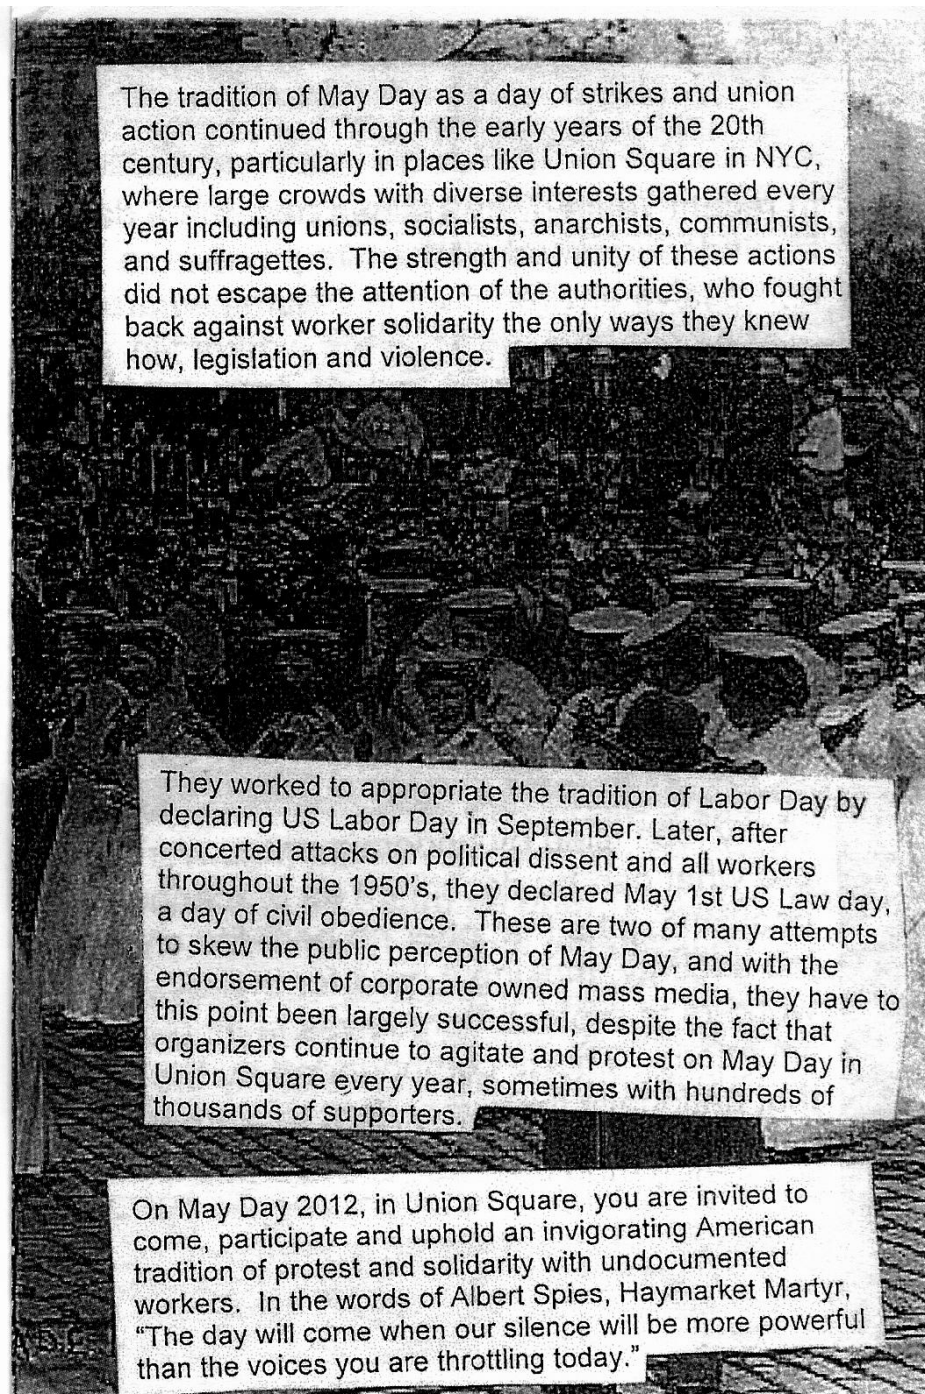 The tradition of May Day as a day of strikes and union
action continued through the early years of the 20th
century, particularly in places like Union Square in NYC,
where large crowds with diverse interests gathered every
year including unions, socialists, anarchists, communists,
and suffragettes.  The strength and unity of these actions
did not escape the attention of the authorities, who fought
back against worker solidarity the only ways they knew
how, legislation and violence.
They worked to appropriate the tradition of Labor Day by
declaring US Labor Day in September. Later, after
concerted attacks on political dissent and all workers
throughout the 1950's, they declared May 1st US Law day,
a day of civil obedience.  These are two of many attempts
to skew the public perception of May Day, and with the
endorsement of corporate owned mass media, they have to
this point been largely successful, despite the fact that
organizers continue to agitate and protest on May Day in
Union Square every year, sometimes with hundreds of
thousands of supporters.
On May Day 2012, in Union Square, you are invited to
come, participate and uphold an invigorating American
tradition of protest and solidarity with undocumented
workers.  In the words of Albert Spies, Haymarket Martyr,
“The day will come when our silence will be more powerful
than the voices you are throttling today.”